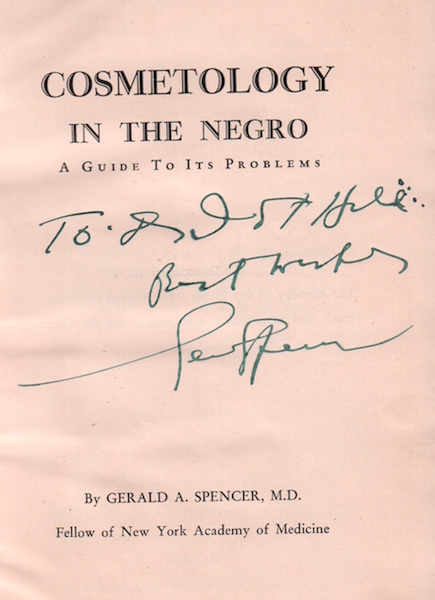 COSMETOLOGY
IN THE NEGRO
A GUIDE TO ITS PROBLEMS
To
Best Wishes
Spencer
By GERALD A. SPENCER, M.D.
Fellow of New York Academy of Medicine